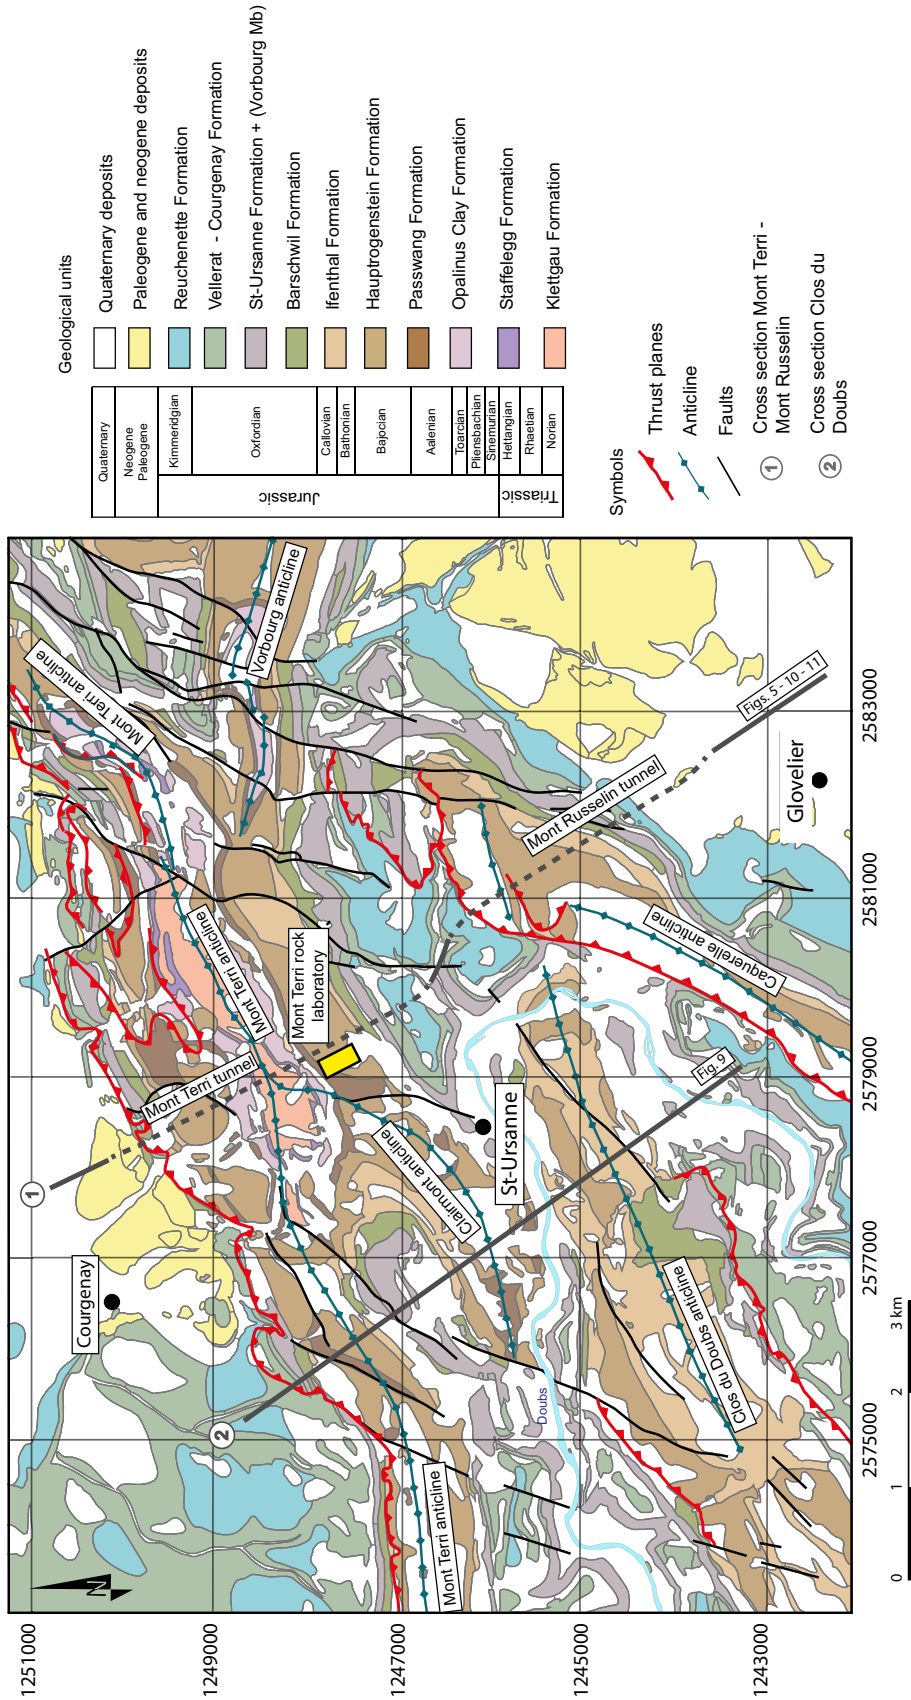 Geological units
Quaternary
Neogene
Paleogene
Kimmeridgian
Oxfordian
Callovian
Bathonian
Bajocian
Aalenian
Toarcian
Pliensbachian
Sinemurian
Hettangian
Rhaetian
Norian
Jurassic
Triassic
Quaternary deposits
Paleogene and neogene deposits
Reuchenette Formation
Vellerat - Courgenay Formation
St-Ursanne Formation + (Vorbourg Mb)
Barschwil Formation
Ifenthal Formation
Hauptrogenstein Formation
Passwang Formation
Opalinus Clay Formation
Staffelegg Formation
Klettgau Formation
Symbols
Thrust planes
Anticline
Faults
1
Cross section Mont Terri -
Mont Russelin
2
Cross section Clos du
Doubs
N
Courgenay
1
2
Mont Terri anticline
Mont Terri anticline
Mont Terri anticline
Vorbourg anticline
Mont Terri tunnel
Mont Terri rock
laboratory
Clairmont anticline
St-Ursanne
Mont Russelin tunnel
Caquerelle anticline
Clos du Doubs anticline
Doubs
Glovelier
Figs. 5 - 10 - 11
Fig. 9
1251000
1249000
1247000
1245000
1243000
2575000
2577000
2579000
2581000
2583000
0
1
2
3 km